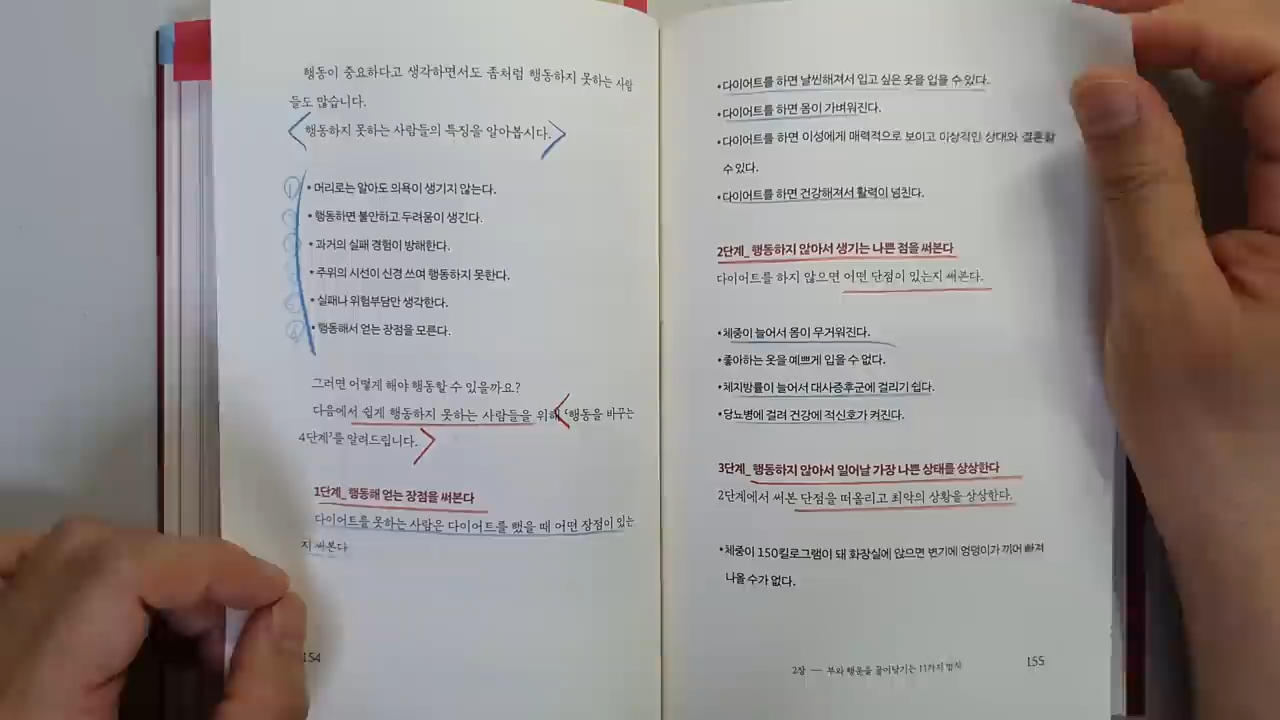 행동이 중요하다고 생각하면서도 좀처럼 행동하지 못하는 사람
들도 많습니다.
행동하지 못하는 사람들의 특징을 알아봅시다.
• 머리로는 알아도 의욕이 생기지 않는다.
• 행동하면 불안하고 두려움이 생긴다.
• 과거의 실패 경험이 방해한다.
• 주위의 시선이 신경 쓰여 행동하지 못한다.
• 실패나 위험부담만 생각한다.
• 행동해서 얻는 장점을 모른다.
그러면 어떻게 해야 행동할 수 있을까요?
다음에서 쉽게 행동하지 못하는 사람들을 위해 ‘행동을 바꾸는
4단계’를 알려드립니다.
1단계_ 행동해 얻는 장점을 써본다
다이어트를 못하는 사람은 다이어트를 했을 때 어떤 장점이 있는
지 써본다
154
• 다이어트를 하면 날씬해져서 입고 싶은 옷을 입을 수 있다.
• 다이어트를 하면 몸이 가벼워진다.
• 다이어트를 하면 이성에게 매력적으로 보이고 이상적인 상대와 결혼할
수 있다.
• 다이어트를 하면 건강해져서 활력이 넘친다.
2단계_ 행동하지 않아서 생기는 나쁜 점을 써본다
다이어트를 하지 않으면 어떤 단점이 있는지 써본다.
• 체중이 늘어서 몸이 무거워진다.
• 좋아하는 옷을 예쁘게 입을 수 없다.
• 체지방률이 늘어서 대사증후군에 걸리기 쉽다.
• 당뇨병에 걸려 건강에 적신호가 켜진다.
3단계_ 행동하지 않아서 일어날 가장 나쁜 상태를 상상한다
2단계에서 써본 단점을 떠올리고 최악의 상황을 상상한다.
• 체중이 150킬로그램이 돼 화장실에 앉으면 변기에 엉덩이가 끼어 빠져
나올 수가 없다.
2장 — 부와 행운을 끌어당기는 11가지 법칙 155